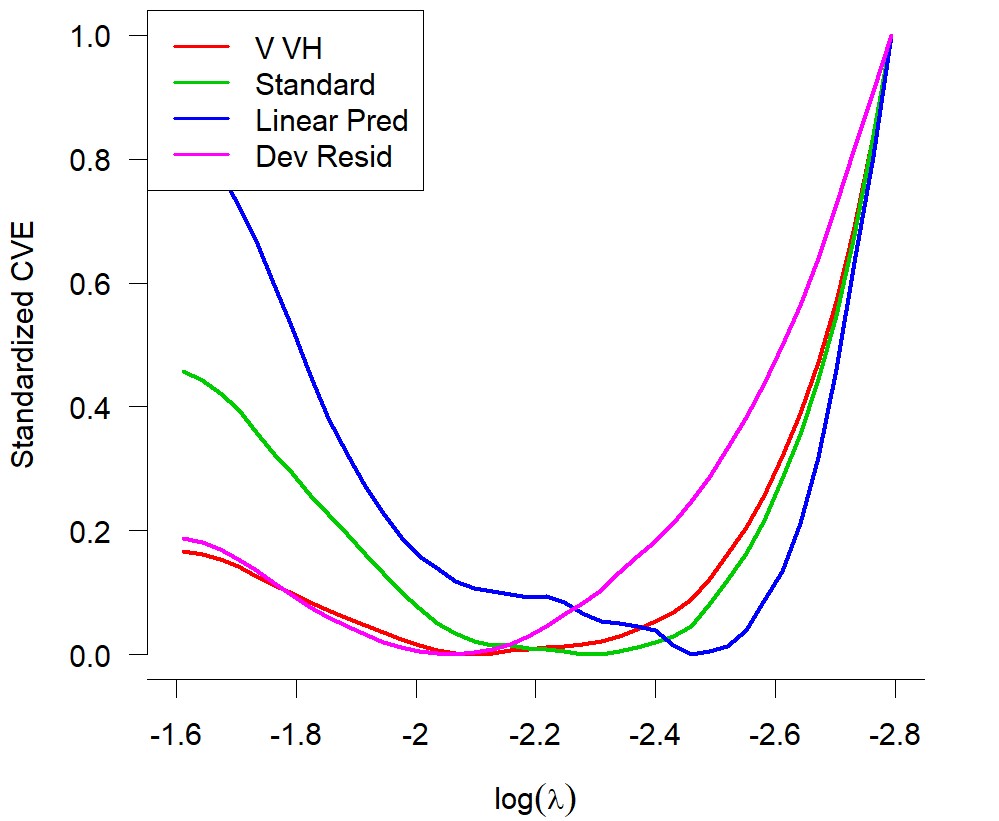 V VH
Standard
Linear Pred
Dev Resid
Standardized CVE
1.0
0.8
0.6
0.4
0.2
0.0
-1.6 -1.8 -2 -2.2 -2.4 -2.6 -2.8
log(λ)